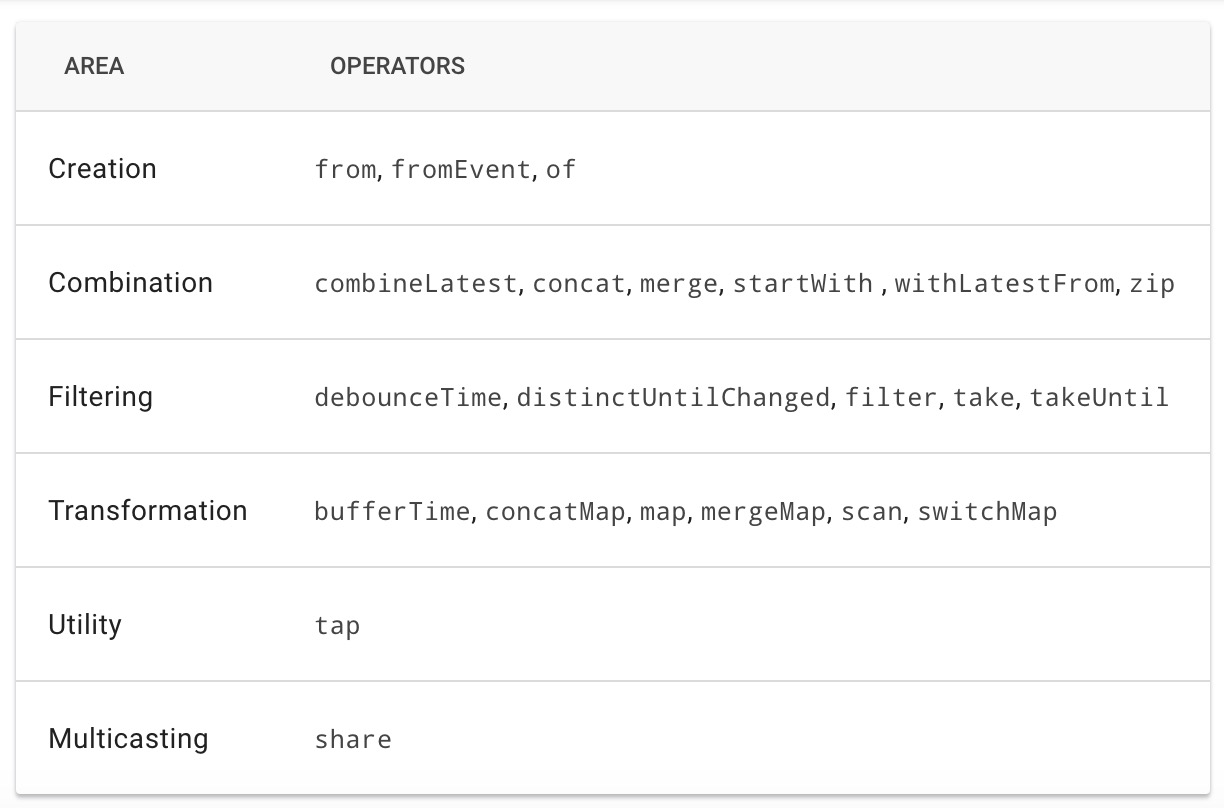 AREA OPERATORS
Creation from, fromEvent, of
Combination combineLatest, concat, merge, startWith , withLatestFrom, zip
Filtering debounceTime, distinctUntilChanged, filter, take, takeUntil
Transformation bufferTime, concatMap, map, mergeMap, scan, switchMap
Utility tap
Multicasting share